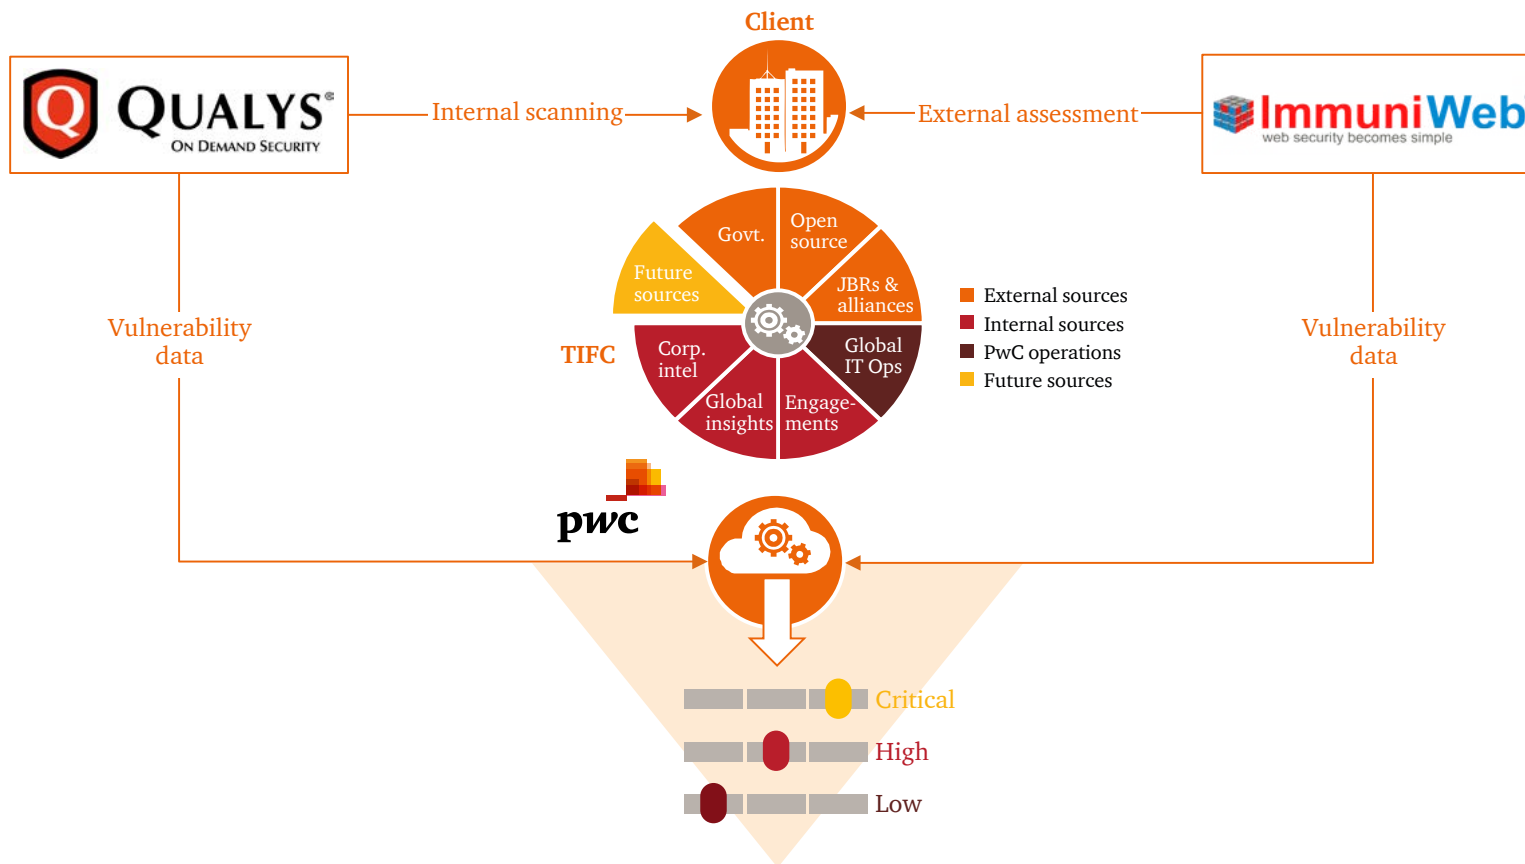 Client
QUALYS®
ON DEMAND SECURITY
Internal scanning
External assessment
ImmuniWeb
web security becomes simple
Govt.
Open
source
Future
sources
JBRs &
alliances
External sources
Internal sources
PwC operations
Future sources
Vulnerability
data
TIFC
Corp.
intel
Global
IT Ops
Global
insights
Engage-
ments
Vulnerability
data
pwc
Critical
High
Low